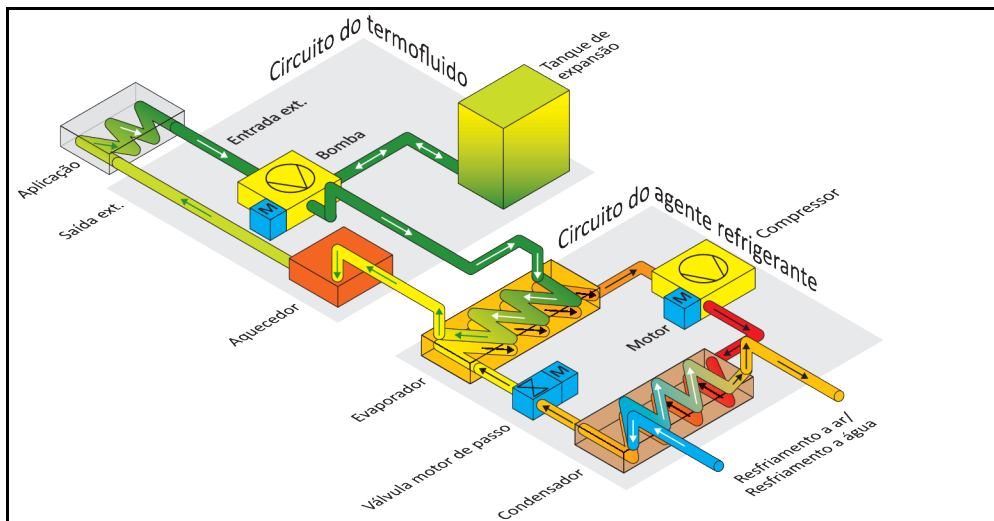 Circuito do termofluido
Tanque de
expansão
Entrada ext.
Bomba
Aplicação
Saída ext.
M
Aquecedor
Circuito do agente refrigerante
Compressor
M
Motor
Evaporador
M
Válvula motor de passo
Condensador
Resfriamento a ar/
Resfriamento a água